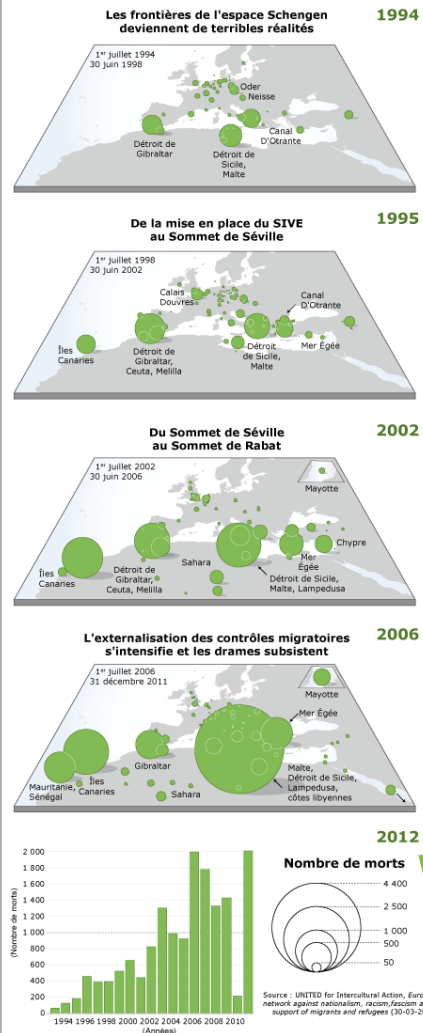 Les frontières de l'espace Schengen
deviennent de terribles réalités
1994
1er juillet 1994
30 juin 1998
Oder
Neisse
Détroit de
Gibraltar
Détroit de
Sicile,
Malte
Canal
D'Otrante
De la mise en place du SIVE
au Sommet de Séville
1995
1er juillet 1998
30 juin 2002
Calais
Douvres
Canal
D'Otrante
Îles
Canaries
Détroit de
Gibraltar,
Ceuta, Melilla
Détroit
de Sicile,
Malte
Mer Égée
Du Sommet de Séville
au Sommet de Rabat
2002
1er juillet 2002
30 juin 2006
Mayotte
Îles
Canaries
Détroit de
Gibraltar,
Ceuta, Melilla
Sahara
Mer
Égée
Chypre
Détroit de Sicile,
Malte, Lampedusa
L'externalisation des contrôles migratoires
s'intensifie et les drames subsistent
2006
1er juillet 2006
31 décembre 2011
Mayotte
Mer Égée
Mauritanie,
Sénégal
Îles
Canaries
Gibraltar
Sahara
Malte,
Détroit de Sicile,
Lampedusa,
côtes libyennes
2012
(Nombre de morts)
2 000
1 800
1 600
1 400
1 200
1 000
800
600
400
200
0
1994 1996 1998 2000 2002 2004 2006 2008 2010
(Années)
Nombre de morts
4 400
2 500
1 000
500
50
Source : UNITED for Intercultural Action, Euro
network against nationalism, racism,fascism a
support of migrants and refugees (30-03-20